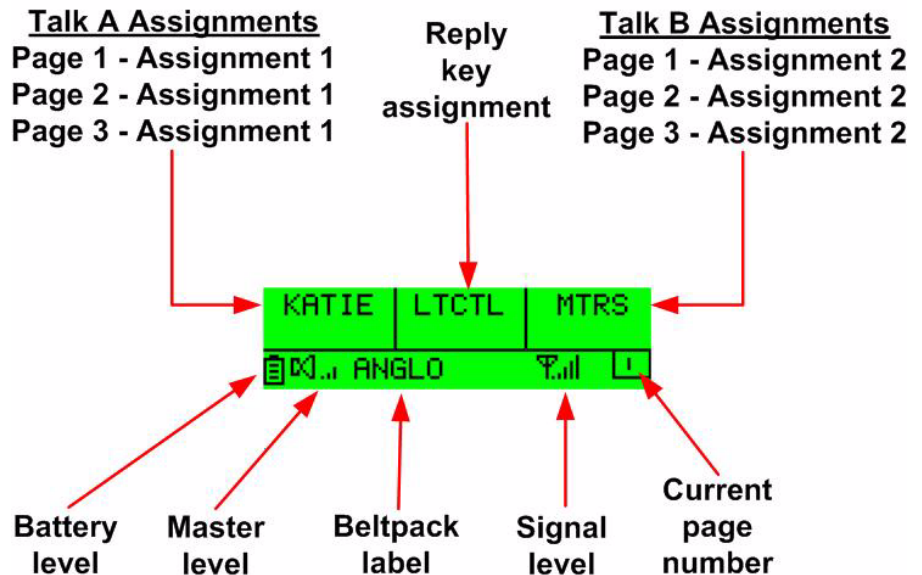 Talk A Assignments
Page 1 - Assignment 1
Page 2 - Assignment 1
Page 3 - Assignment 1
Reply
key
assignment
Talk B Assignments
Page 1 - Assignment 2
Page 2 - Assignment 2
Page 3 - Assignment 2
KATIE LTCTL MTRS
ANGLO
Battery
level
Master
level
Beltpack
label
Signal
level
Current
page
number